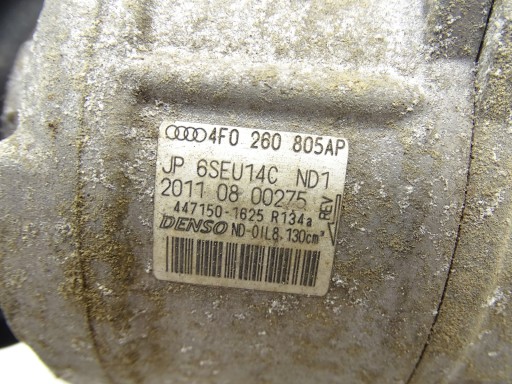 4F0 260 805AP
JP 6SEU14C ND1
2011 08 00275
447150-1625 R134a
REV
DENSO ND-OIL8-130cm³